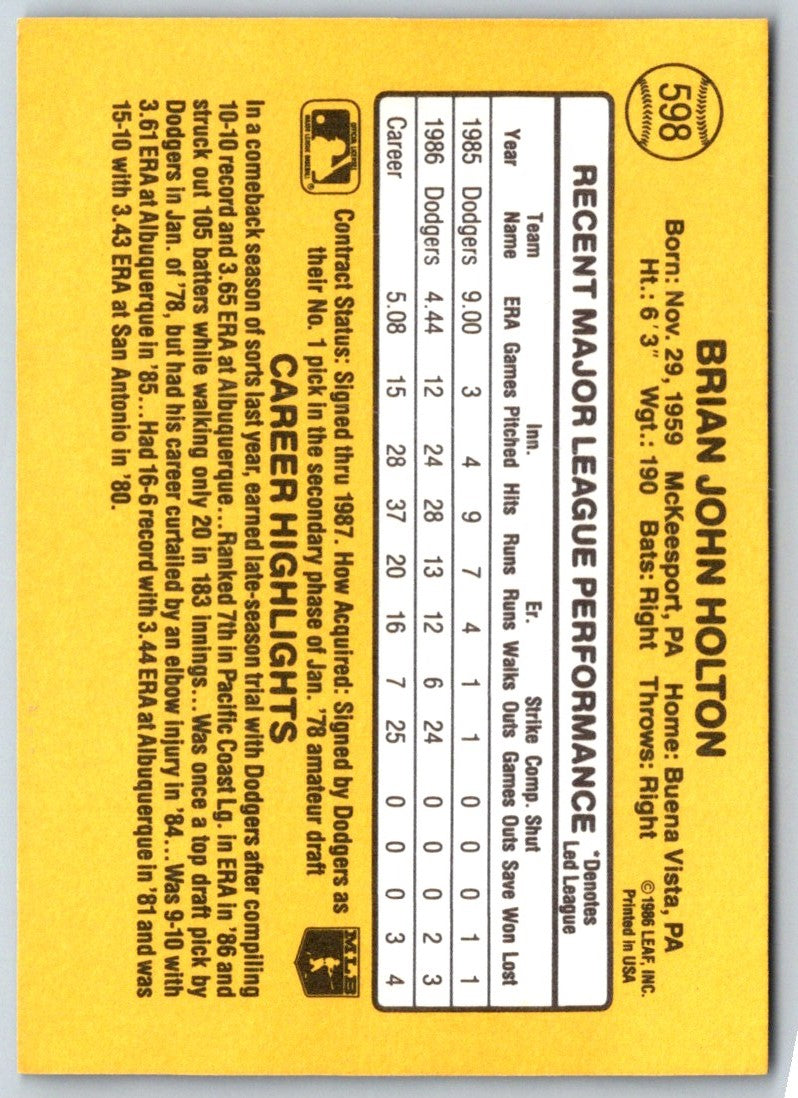 598
BRIAN JOHN HOLTON
Born: Nov. 29, 1959 McKeesport, PA Home: Buena Vista, PA
Ht.: 6'3" Wgt.: 190 Bats: Right Throws: Right
©1986 LEAF, INC.
Printed in USA
RECENT MAJOR LEAGUE PERFORMANCE *Denotes Led League
Year Team Name ERA Games Inn. Pitched Hits Runs Er. Runs Walks Strike Outs Comp. Games Shut Outs Save Won Lost
1985 Dodgers 9.00 3 4 9 7 4 1 1 0 0 0 1 1
1986 Dodgers 4.44 12 24 28 13 12 6 24 0 0 0 2 3
Career 5.08 15 28 37 20 16 7 25 0 0 0 3 4
OFFICIAL LICENSEE
MAJOR LEAGUE BASEBALL
Contract Status: Signed thru 1987. How Acquired: Signed by Dodgers as
their No. 1 pick in the secondary phase of Jan. '78 amateur draft
MLB
CAREER HIGHLIGHTS
In a comeback season of sorts last year, earned late-season trial with Dodgers after compiling
10-10 record and 3.65 ERA at Albuquerque... Ranked 7th in Pacific Coast Lg. in ERA in '86 and
struck out 105 batters while walking only 20 in 183 innings... Was once a top draft pick by
Dodgers in Jan. of '78, but had his career curtailed by an elbow injury in '84... Was 9-10 with
3.61 ERA at Albuquerque in '85... Had 16-6 record with 3.44 ERA at Albuquerque in '81 and was
15-10 with 3.43 ERA at San Antonio in '80.